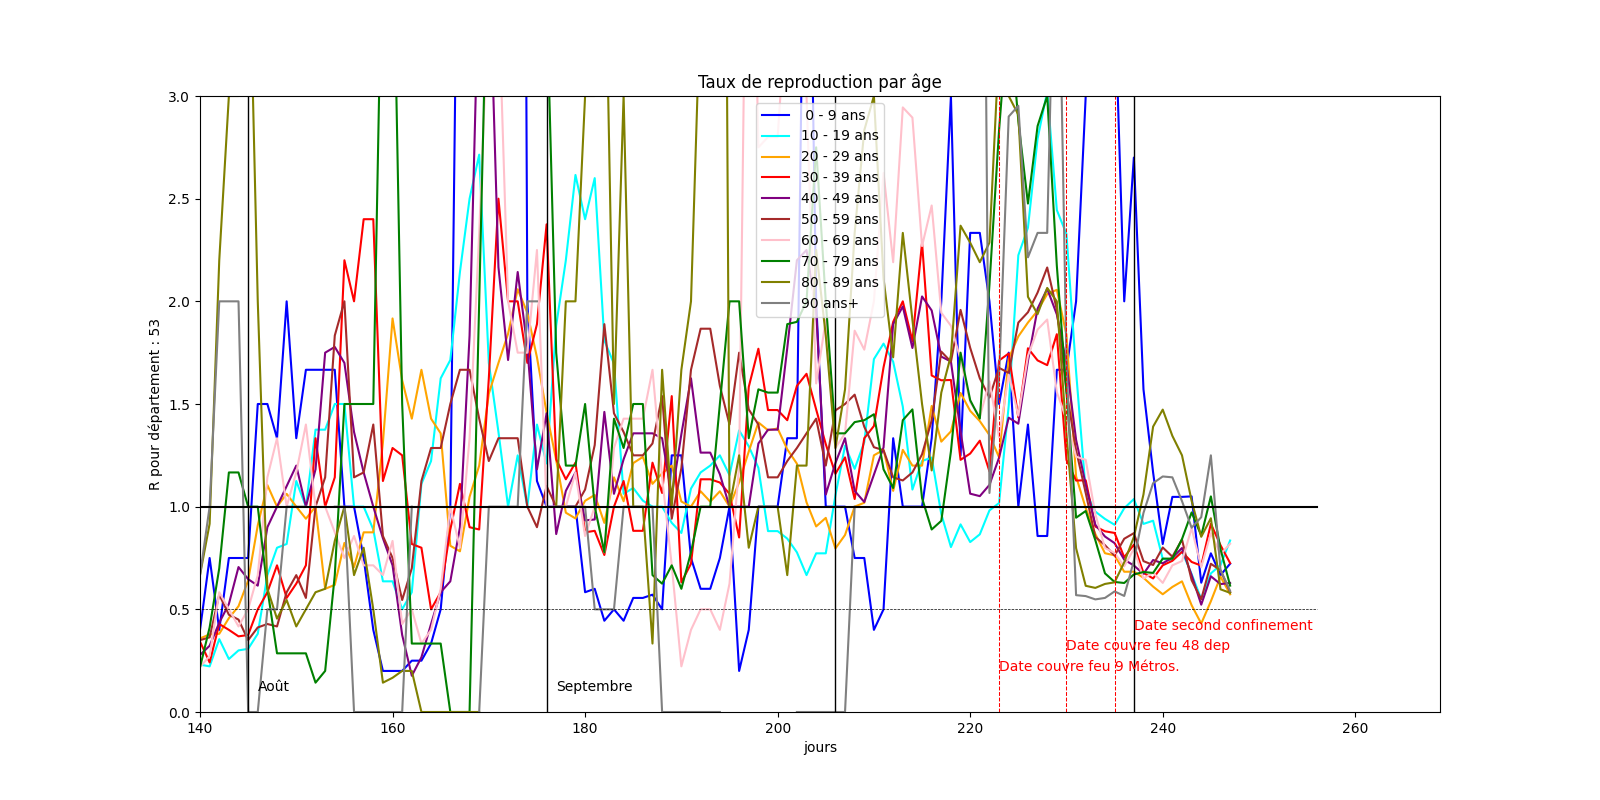 Taux de reproduction par âge
R pour département : 53
3.0
2.5
2.0
1.5
1.0
0.5
0.0
0 - 9 ans
10 - 19 ans
20 - 29 ans
30 - 39 ans
40 - 49 ans
50 - 59 ans
60 - 69 ans
70 - 79 ans
80 - 89 ans
90 ans+
Date second confinement
Date couvre feu 48 dep
Date couvre feu 9 Métros.
Août
Septembre
140
160
180
200
220
240
260
jours